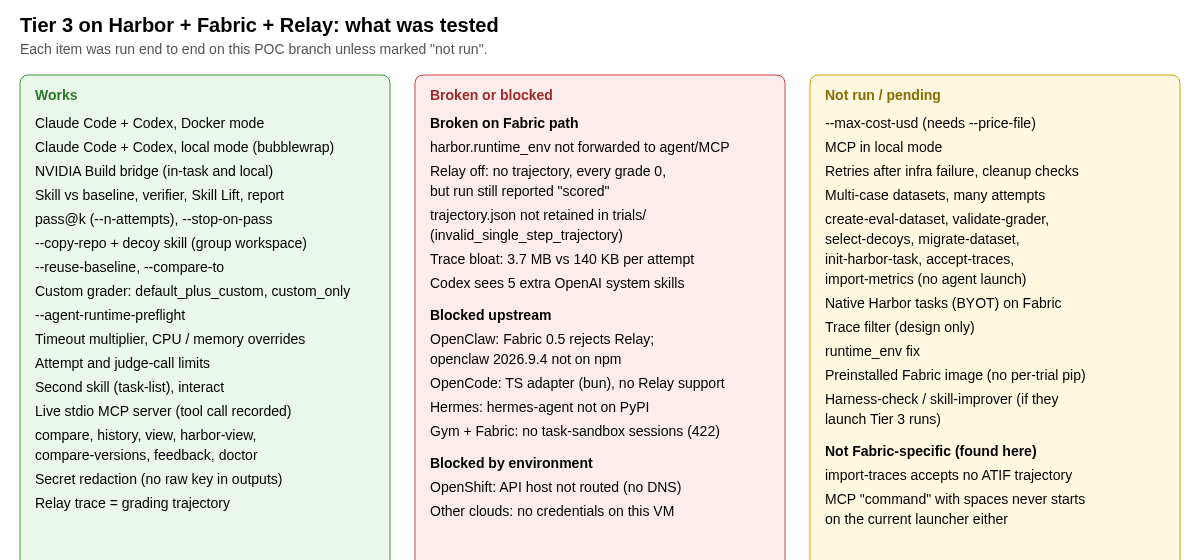 Tier 3 on Harbor + Fabric + Relay: what was tested
Each item was run end to end on this POC branch unless marked "not run".
Works
Claude Code + Codex, Docker mode
Claude Code + Codex, local mode (bubblewrap)
NVIDIA Build bridge (in-task and local)
Skill vs baseline, verifier, Skill Lift, report
pass@k (--n-attempts), --stop-on-pass
--copy-repo + decoy skill (group workspace)
--reuse-baseline, --compare-to
Custom grader: default_plus_custom, custom_only
--agent-runtime-preflight
Timeout multiplier, CPU / memory overrides
Attempt and judge-call limits
Second skill (task-list), interact
Live stdio MCP server (tool call recorded)
compare, history, view, harbor-view,
compare-versions, feedback, doctor
Secret redaction (no raw key in outputs)
Relay trace = grading trajectory
Broken or blocked
Broken on Fabric path
harbor.runtime_env not forwarded to agent/MCP
Relay off: no trajectory, every grade 0,
but run still reported "scored"
trajectory.json not retained in trials/
(invalid_single_step_trajectory)
Trace bloat: 3.7 MB vs 140 KB per attempt
Codex sees 5 extra OpenAI system skills
Blocked upstream
OpenClaw: Fabric 0.5 rejects Relay;
openclaw 2026.9.4 not on npm
OpenCode: TS adapter (bun), no Relay support
Hermes: hermes-agent not on PyPI
Gym + Fabric: no task-sandbox sessions (422)
Blocked by environment
OpenShift: API host not routed (no DNS)
Other clouds: no credentials on this VM
Not run / pending
--max-cost-usd (needs --price-file)
MCP in local mode
Retries after infra failure, cleanup checks
Multi-case datasets, many attempts
create-eval-dataset, validate-grader,
select-decoys, migrate-dataset,
init-harbor-task, accept-traces,
import-metrics (no agent launch)
Native Harbor tasks (BYOT) on Fabric
Trace filter (design only)
runtime_env fix
Preinstalled Fabric image (no per-trial pip)
Harness-check / skill-improver (if they
launch Tier 3 runs)
Not Fabric-specific (found here)
import-traces accepts no ATIF trajectory
MCP "command" with spaces never starts
on the current launcher either